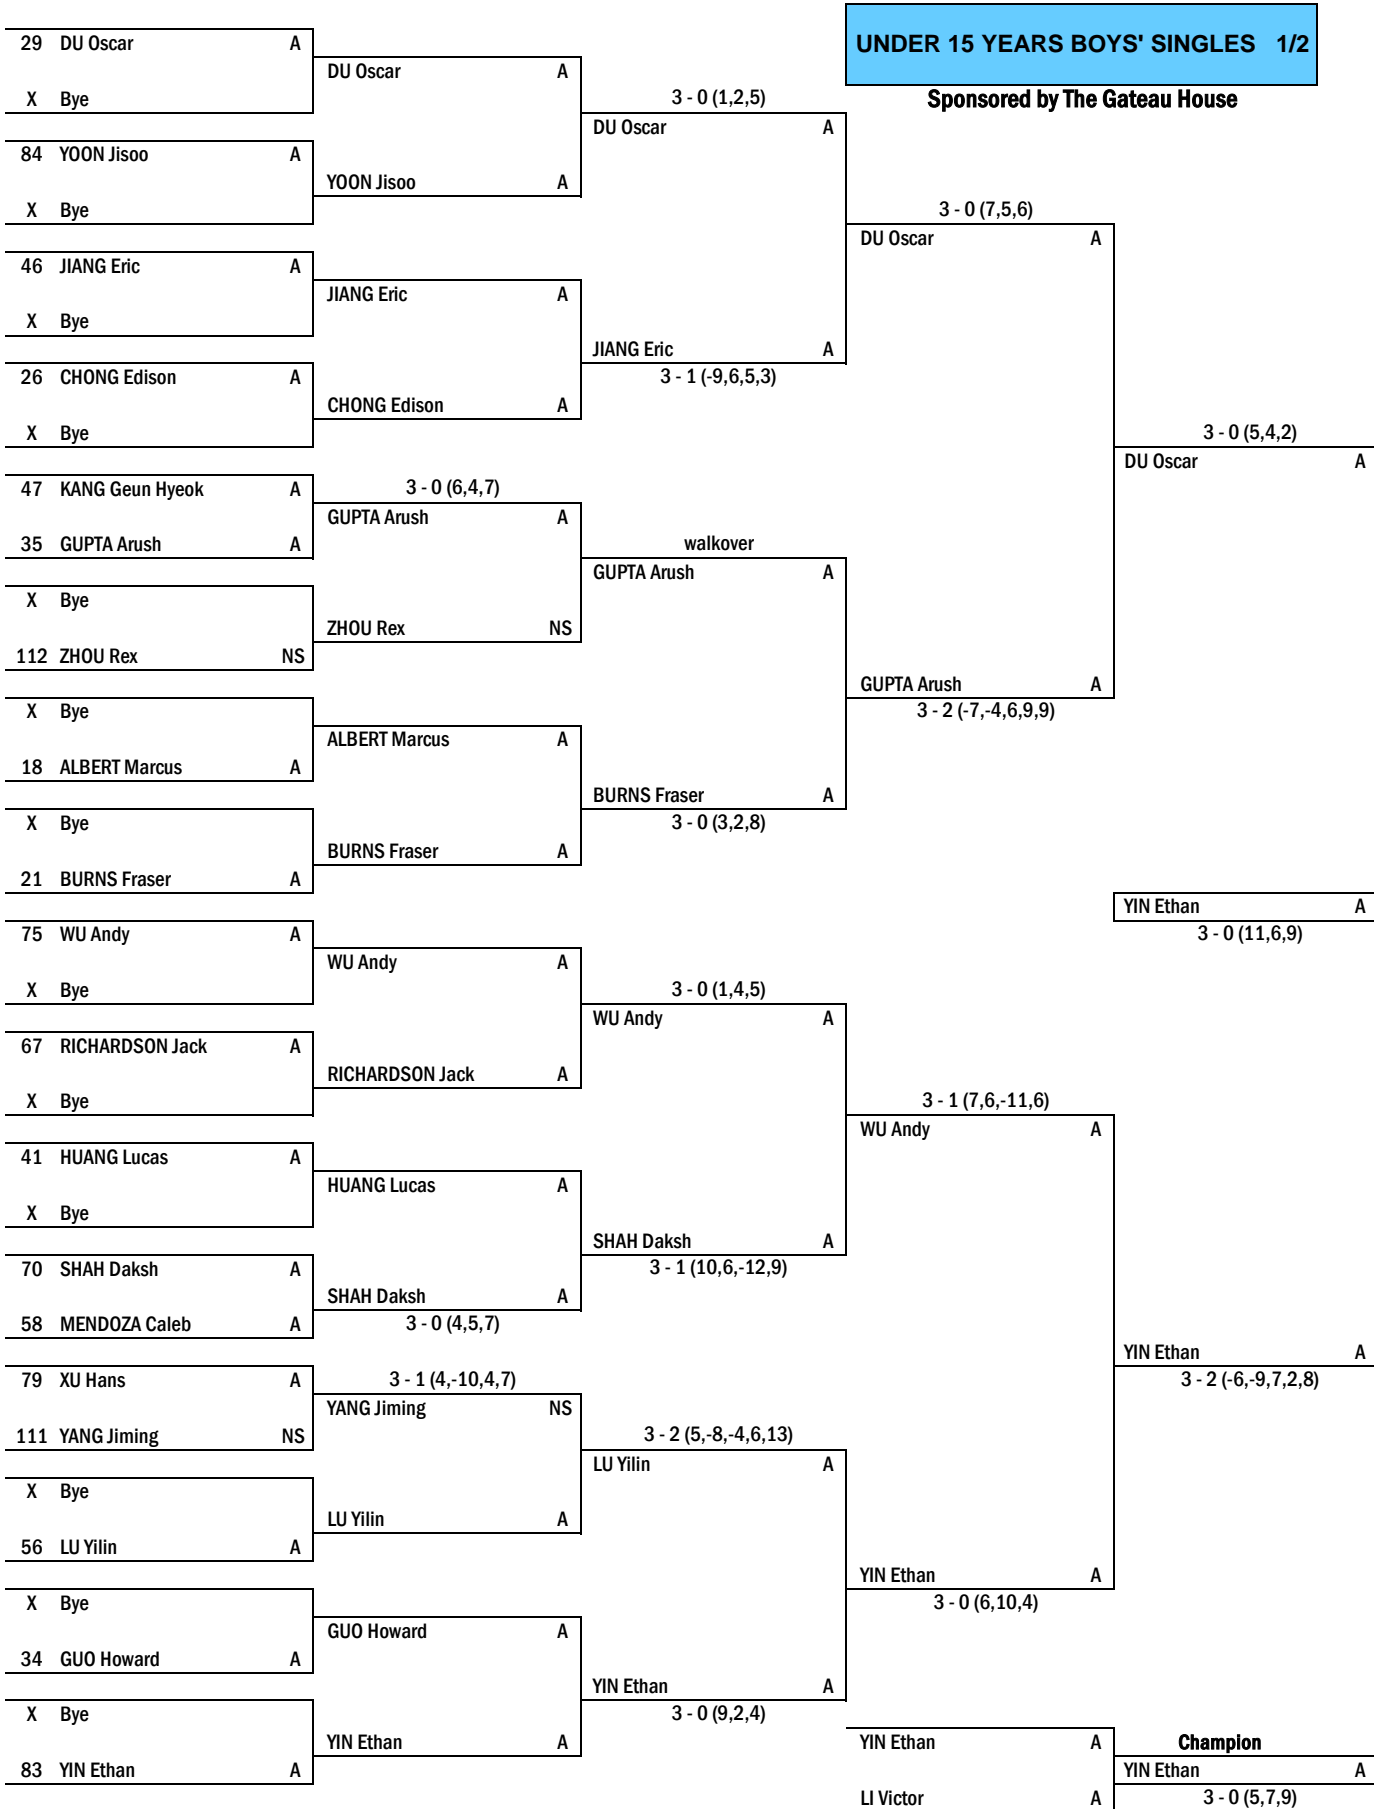 UNDER 15 YEARS BOYS' SINGLES 1/2
Sponsored by The Gateau House
29 DU Oscar A
X Bye
84 YOON Jisoo A
X Bye
46 JIANG Eric A
X Bye
26 CHONG Edison A
X Bye
47 KANG Geun Hyeok A
35 GUPTA Arush A
X Bye
112 ZHOU Rex NS
X Bye
18 ALBERT Marcus A
X Bye
21 BURNS Fraser A
75 WU Andy A
X Bye
67 RICHARDSON Jack A
X Bye
41 HUANG Lucas A
X Bye
70 SHAH Daksh A
58 MENDOZA Caleb A
79 XU Hans A
111 YANG Jiming NS
X Bye
56 LU Yilin A
X Bye
34 GUO Howard A
X Bye
83 YIN Ethan A
DU Oscar A
YOON Jisoo A
JIANG Eric A
CHONG Edison A
3 - 0 (6,4,7)
GUPTA Arush A
ZHOU Rex NS
ALBERT Marcus A
BURNS Fraser A
WU Andy A
RICHARDSON Jack A
HUANG Lucas A
SHAH Daksh A
3 - 0 (4,5,7)
3 - 1 (4,-10,4,7)
YANG Jiming NS
LU Yilin A
GUO Howard A
YIN Ethan A
3 - 0 (1,2,5)
DU Oscar A
JIANG Eric A
3 - 1 (-9,6,5,3)
walkover
GUPTA Arush A
BURNS Fraser A
3 - 0 (3,2,8)
3 - 0 (1,4,5)
WU Andy A
SHAH Daksh A
3 - 1 (10,6,-12,9)
3 - 2 (5,-8,-4,6,13)
LU Yilin A
YIN Ethan A
3 - 0 (9,2,4)
3 - 0 (7,5,6)
DU Oscar A
GUPTA Arush A
3 - 2 (-7,-4,6,9,9)
3 - 1 (7,6,-11,6)
WU Andy A
YIN Ethan A
3 - 0 (6,10,4)
3 - 0 (5,4,2)
DU Oscar A
YIN Ethan A
3 - 0 (11,6,9)
YIN Ethan A
3 - 2 (-6,-9,7,2,8)
YIN Ethan A
LI Victor A
Champion
YIN Ethan A
3 - 0 (5,7,9)